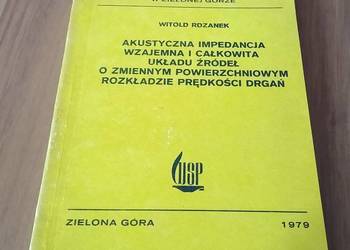 W ZIELONEJ GÓRZE
WITOLD RDZANEK
AKUSTYCZNA IMPEDANCJA
WZAJEMNA I CAŁKOWITA
UKŁADU ŹRÓDEŁ
O ZMIENNYM POWIERZCHNIOWYM
ROZKŁADZIE PRĘDKOŚCI DRGAŃ
WSP
ZIELONA GÓRA 1979